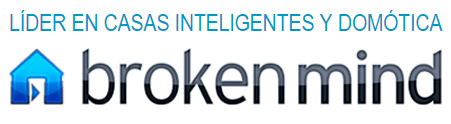 LÍDER EN CASAS INTELIGENTES Y DOMÓTICA
broken mind